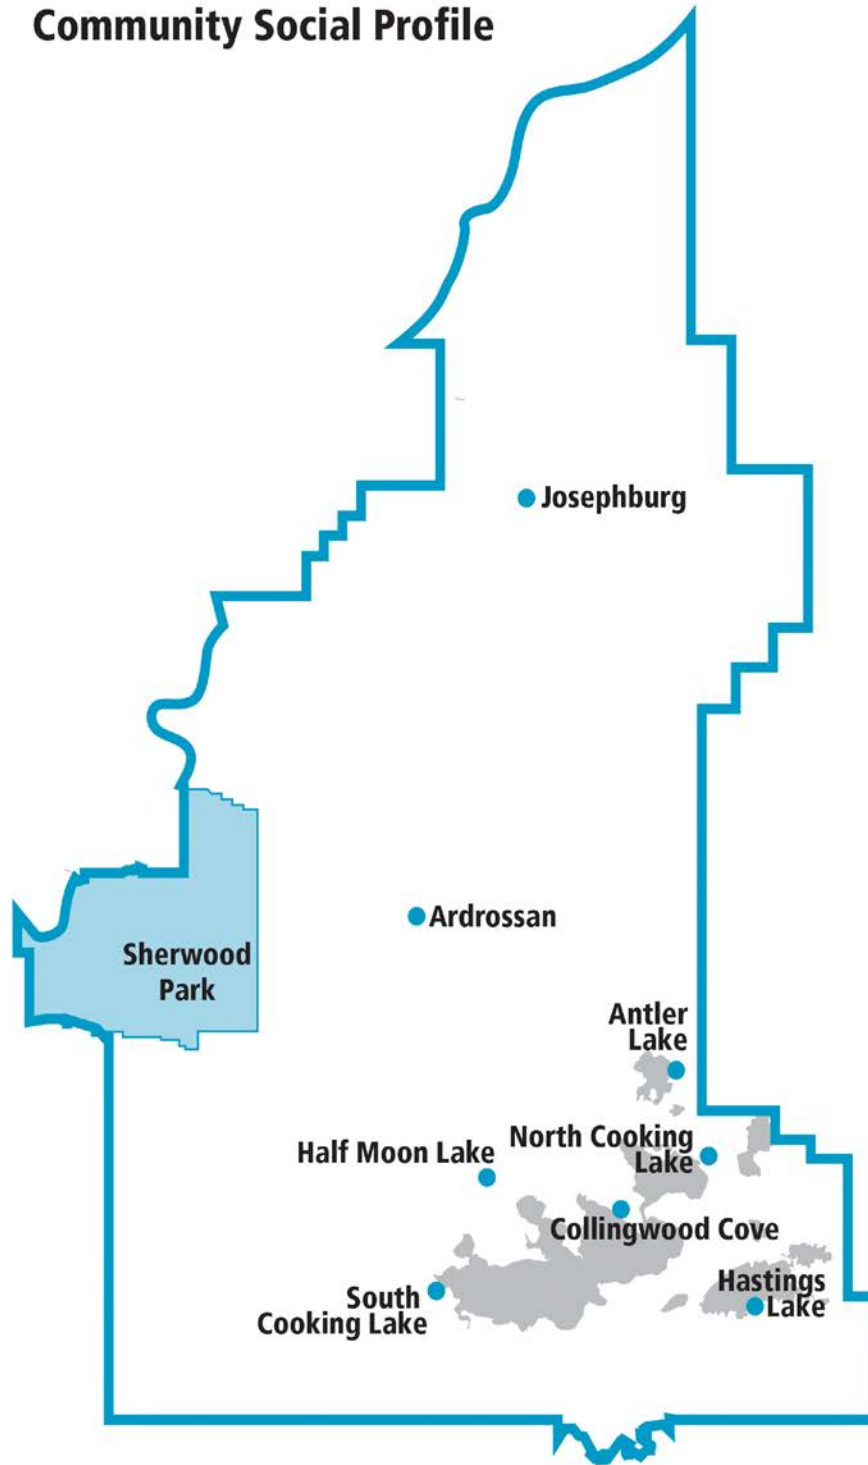 Community Social Profile
Josephburg
Ardrossan
Sherwood
Park
Antler
Lake
North Cooking
Lake
Half Moon Lake
Collingwood Cove
Hastings
Lake
South
Cooking Lake